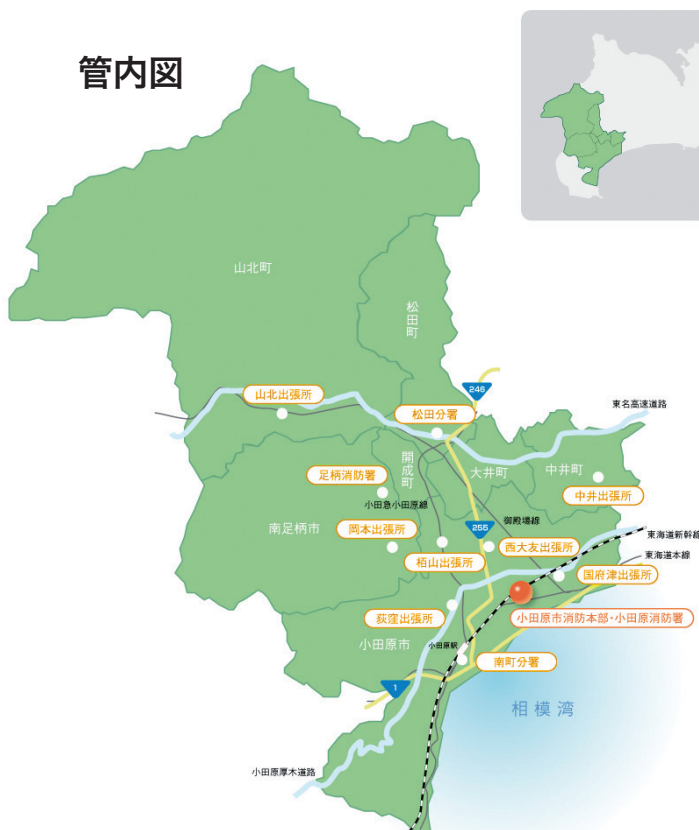 管内図
山北町
松田町
山北出張所
246
東名高速道路
松田分署
開成町
大井町
中井町
足柄消防署
中井出張所
小田急小田原線
御殿場線
南足柄市
岡本出張所
255
東海道新幹線
西大友出張所
東海道本線
栢山出張所
国府津出張所
荻窪出張所
小田原市消防本部・小田原消防署
小田原市
小田原駅
南町分署
1
相模湾
小田原厚木道路